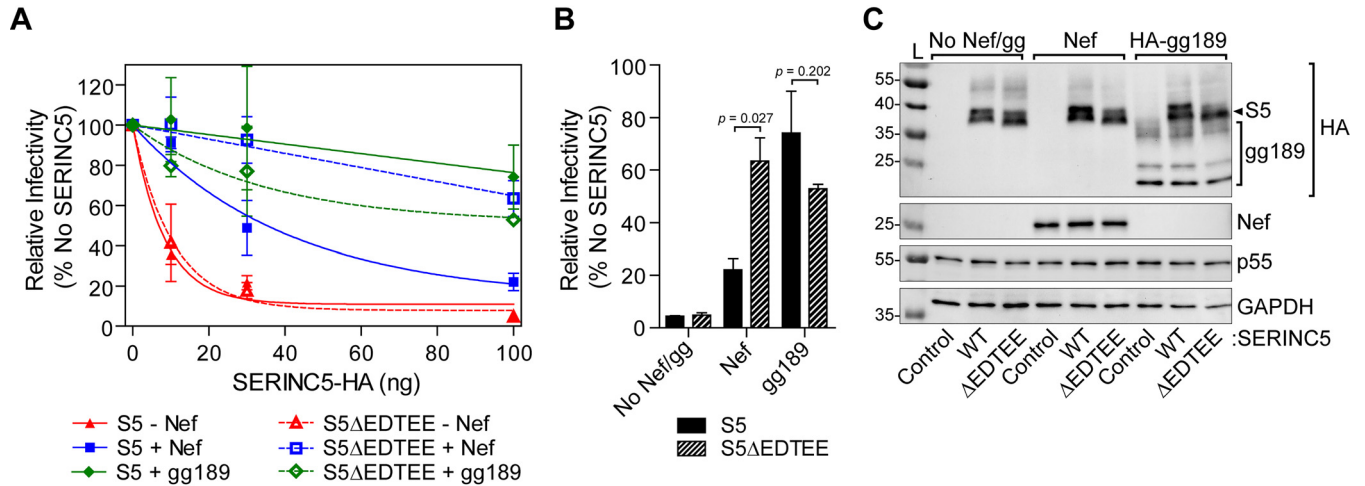 A
Relative Infectivity
(% No SERINC5)
120
100
80
60
40
20
0
0 20 40 60 80 100
SERINC5-HA (ng)
S5 - Nef
S5 + Nef
S5 + gg189
S5ΔEDTEE - Nef
S5ΔEDTEE + Nef
S5ΔEDTEE + gg189
B
Relative Infectivity
(% No SERINC5)
100
80
60
40
20
0
p = 0.027
p = 0.202
No Nef/gg
Nef
gg189
S5
S5ΔEDTEE
C
L No Nef/gg Nef HA-gg189
55
40
35
25
S5
gg189
HA
25
Nef
55
p55
35
GAPDH
Control WT ΔEDTEE Control WT ΔEDTEE Control WT ΔEDTEE :SERINC5